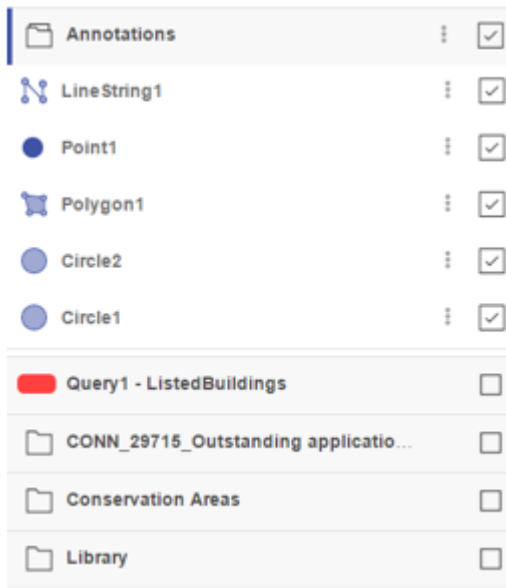 Annotations
LineString1
Point1
Polygon1
Circle2
Circle1
Query1 - ListedBuildings
CONN_29715_Outstanding applicatio...
Conservation Areas
Library